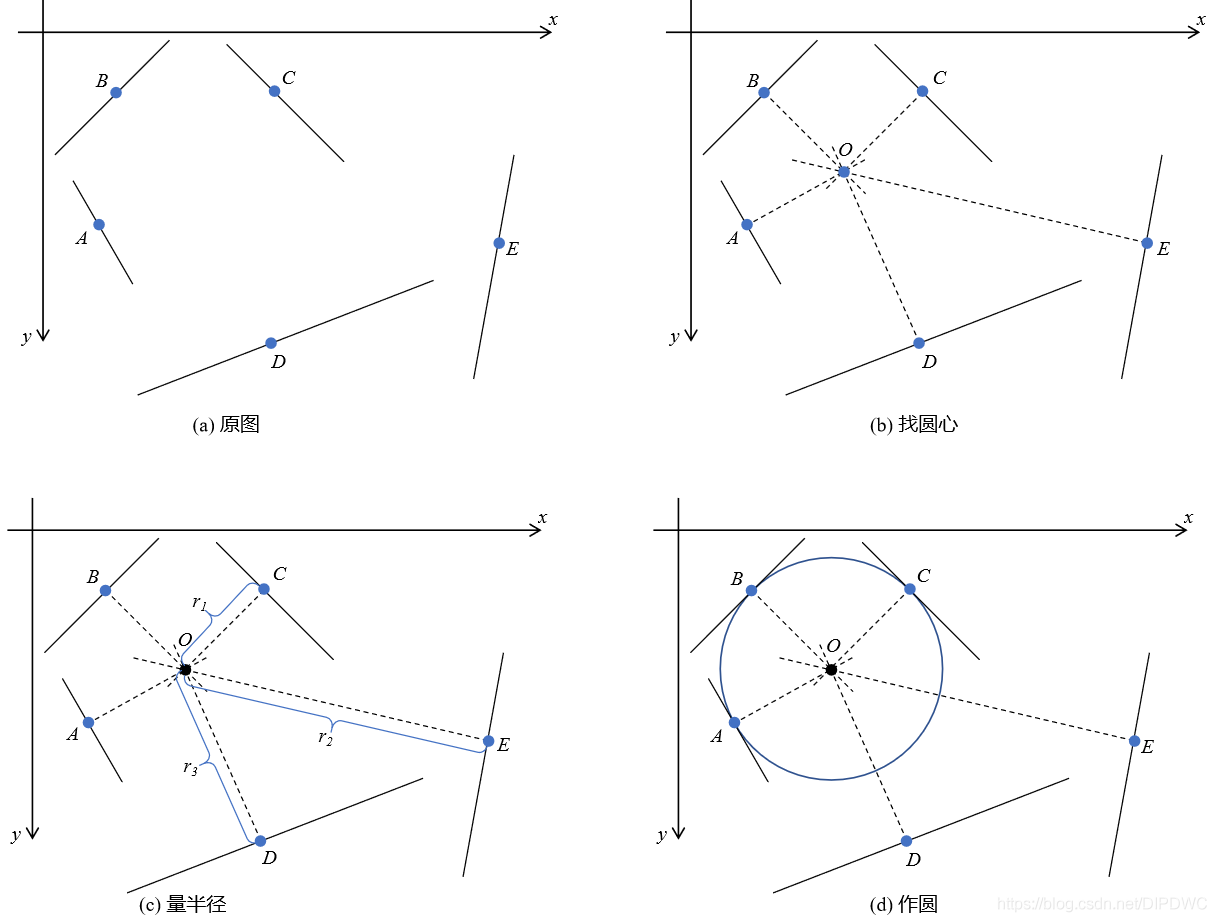 x
B
C
A
E
y
D
(a) 原图
x
B
C
O
A
E
y
D
(b) 找圆心
x
B
C
r1
O
A
r2
E
r3
y
D
(c) 量半径
x
B
C
O
A
E
y
D
(d) 作圆
https://blog.csdn.net/DIPDWC